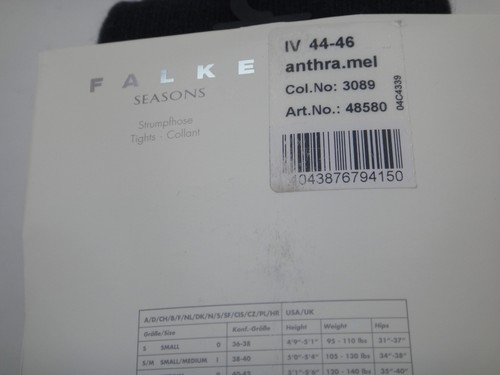 FALKE
SEASONS
Strumpfhose
Tights - Collant
IV 44-46
anthra.mel
Col.No: 3089
Art.No.: 48580
04C4339
4043876794150
A/D/CH/B/F/NL/DK/N/S/SF/CIS/CZ/PL/HR USA/UK
Größe/Size Konf.-Größe Height Weight Hips
S SMALL 0 36-38 4'9"-5'1" 95 - 110 lbs 31"-37"
S/M SMALL/MEDIUM I 38-40 5'0"-5'4" 105 - 130 lbs 34"-38"
130 - 140 lbs 35"-40"